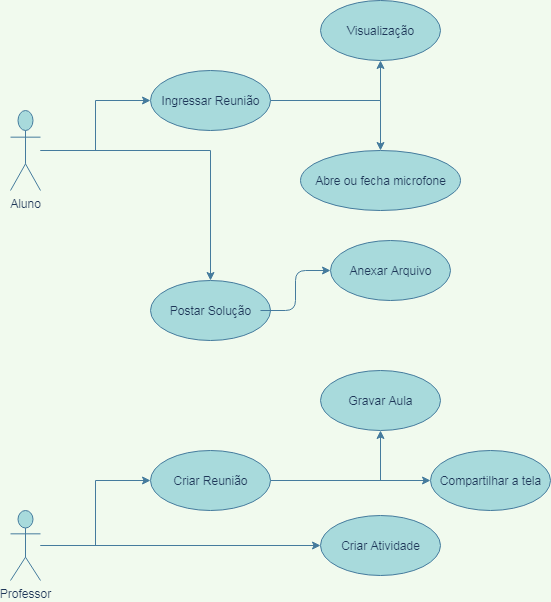 Visualização
Ingressar Reunião
Abre ou fecha microfone
Aluno
Anexar Arquivo
Postar Solução
Gravar Aula
Criar Reunião
Compartilhar a tela
Criar Atividade
Professor